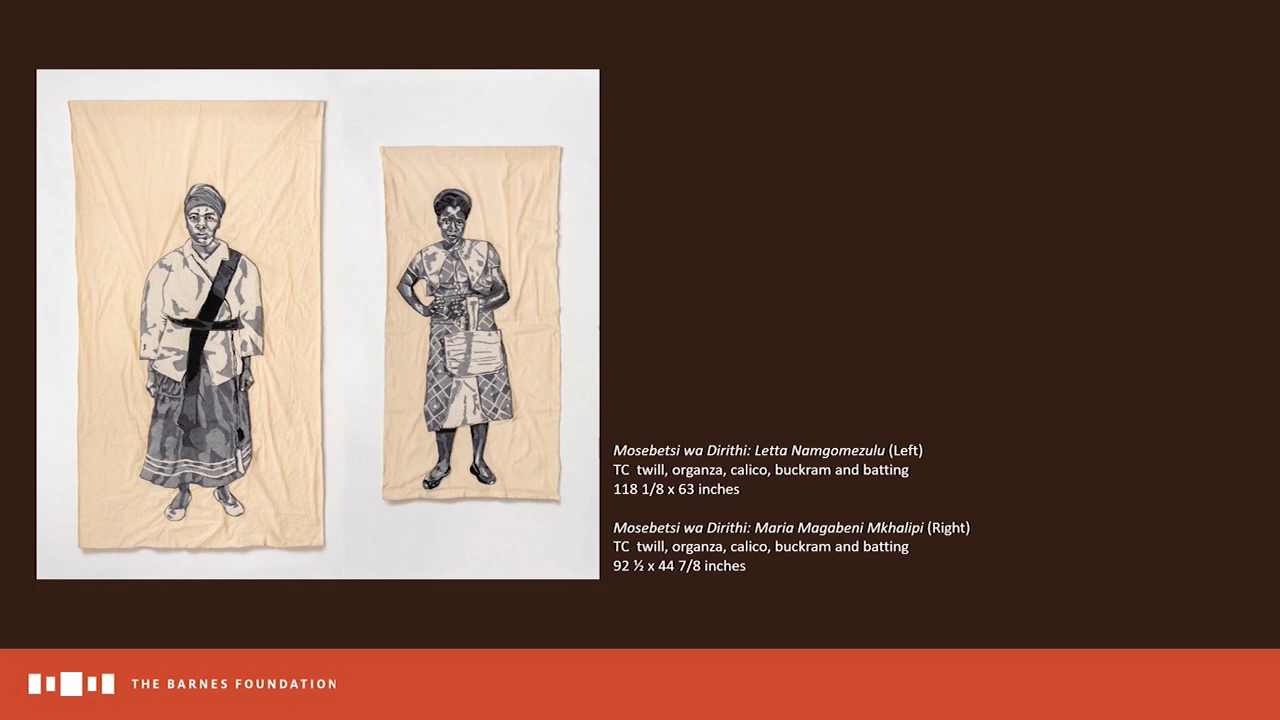 Mosebetsi wa Dirithi: Letta Namgomezulu (Left)
TC  twill, organza, calico, buckram and batting
118 1/8 x 63 inches
Mosebetsi wa Dirithi: Maria Magabeni Mkhalipi (Right)
TC  twill, organza, calico, buckram and batting
92 ½ x 44 7/8 inches
THE BARNES FOUNDATION